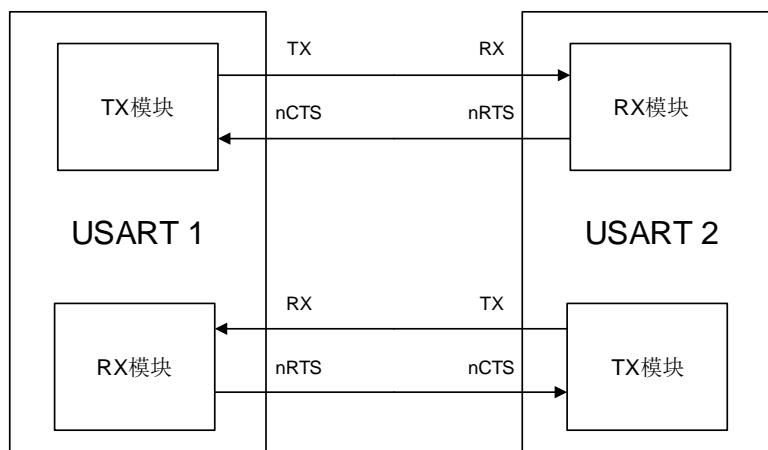 TX RX
TX模块 nCTS nRTS RX模块
USART 1 USART 2
RX TX
RX模块 nRTS nCTS TX模块